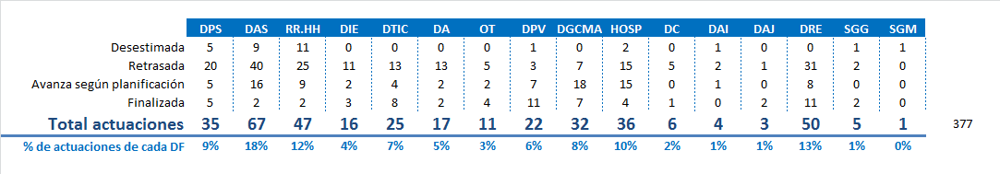 DPS DAS RR.HH DIE DTIC DA OT DPV DGCMA HOSP DC DAI DAJ DRE SGG SGM
Desestimada 5 9 11 0 0 0 0 1 0 2 0 1 0 0 1 1
Retrasada 20 40 25 11 13 13 5 3 7 15 5 2 1 31 2 0
Avanza según planificación 5 16 9 2 4 2 2 7 18 15 0 1 0 8 0 0
Finalizada 5 2 2 3 8 2 4 11 7 4 1 0 2 11 2 0
Total actuaciones 35 67 47 16 25 17 11 22 32 36 6 4 3 50 5 1 377
% de actuaciones de cada DF 9% 18% 12% 4% 7% 5% 3% 6% 8% 10% 2% 1% 1% 13% 1% 0%